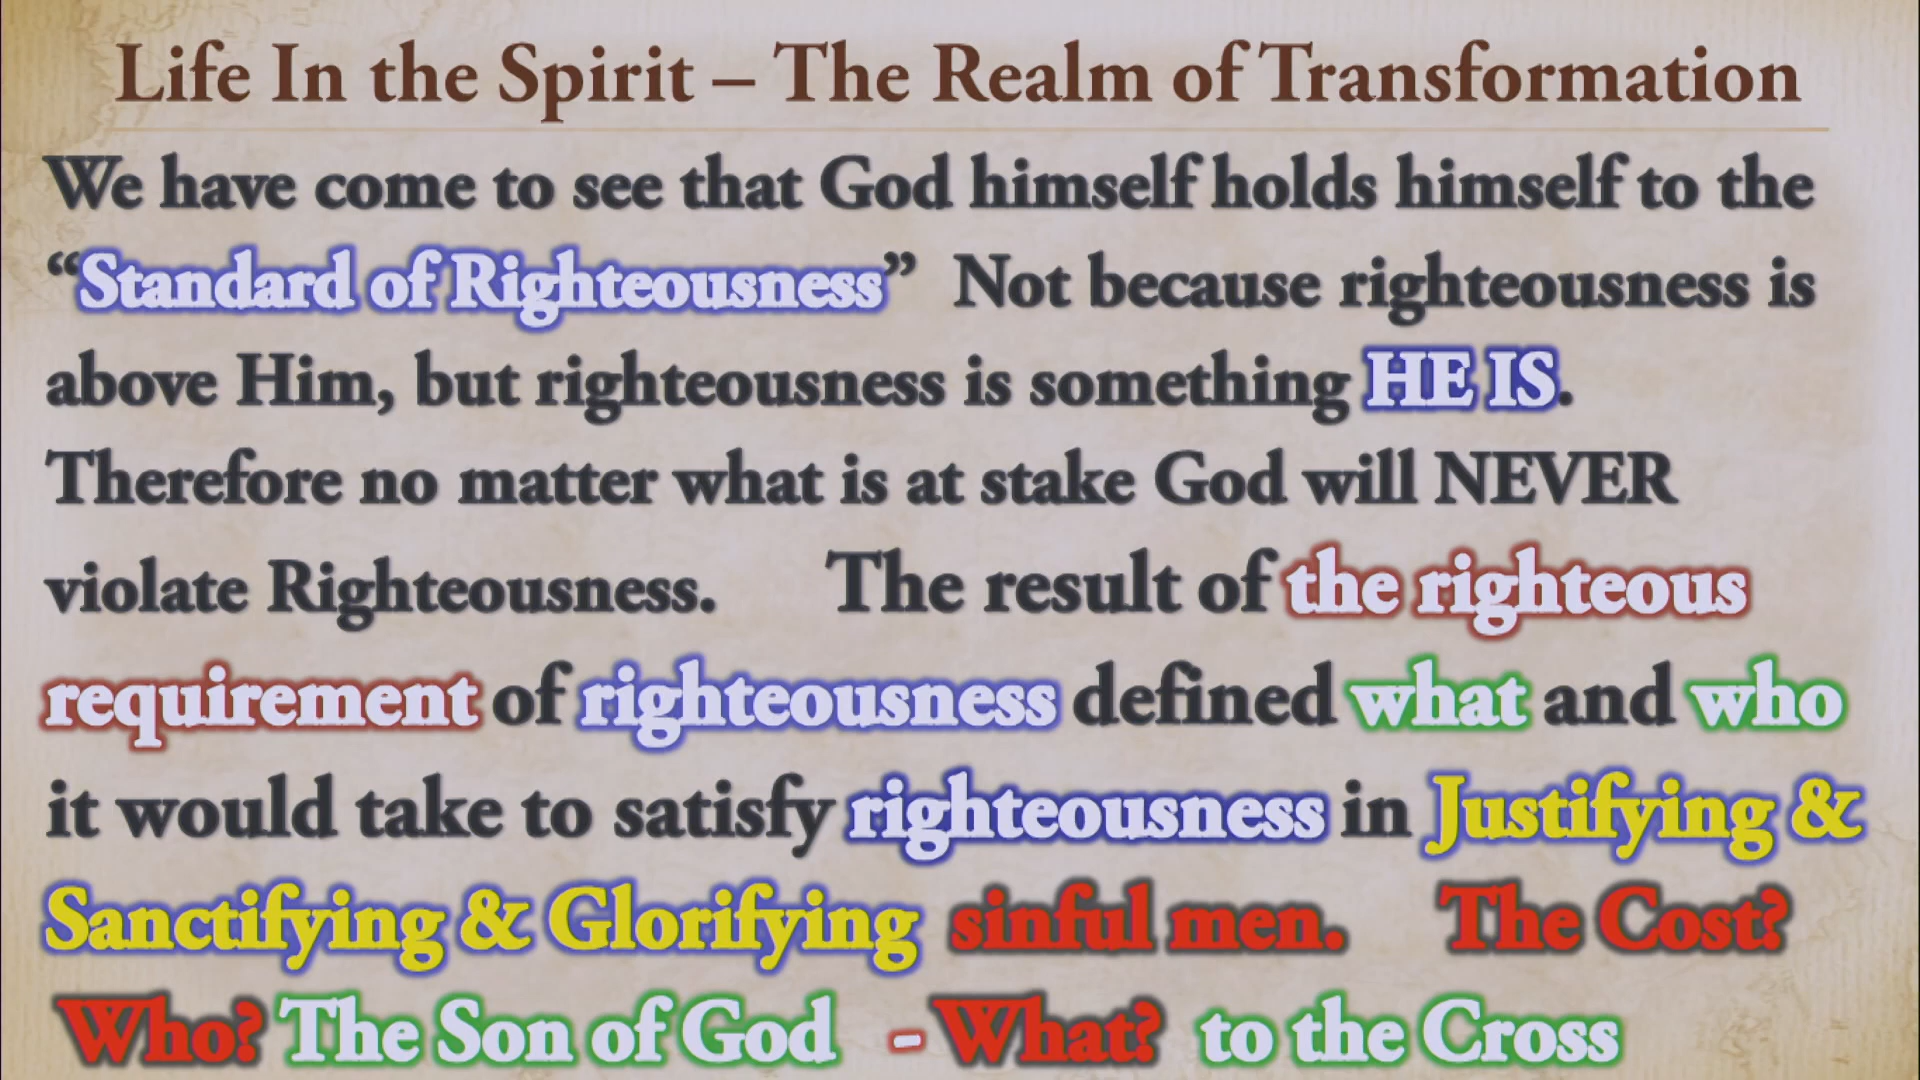 Life In the Spirit – The Realm of Transformation
We have come to see that God himself holds himself to the
“Standard of Righteousness”  Not because righteousness is
above Him, but righteousness is something HE IS.
Therefore no matter what is at stake God will NEVER
violate Righteousness.   The result of the righteous
requirement of righteousness defined what and who
it would take to satisfy righteousness in Justifying &
Sanctifying & Glorifying  sinful men.   The Cost?
Who? The Son of God  - What?  to the Cross